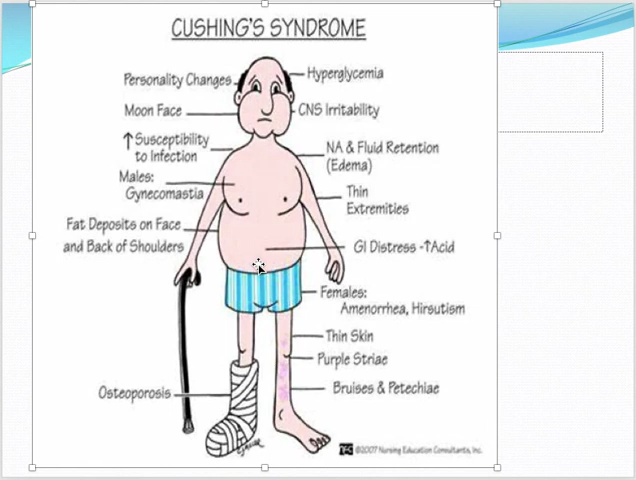 CUSHING'S SYNDROME
Personality Changes
Hyperglycemia
Moon Face
CNS Irritability
↑ Susceptibility
to Infection
NA & Fluid Retention
(Edema)
Males:
Gynecomastia
Thin
Extremities
Fat Deposits on Face
and Back of Shoulders
GI Distress -↑Acid
Females:
Amenorrhea, Hirsutism
Thin Skin
Purple Striae
Osteoporosis
Bruises & Petechiae
©2007 Nursing Education Consultants, Inc.